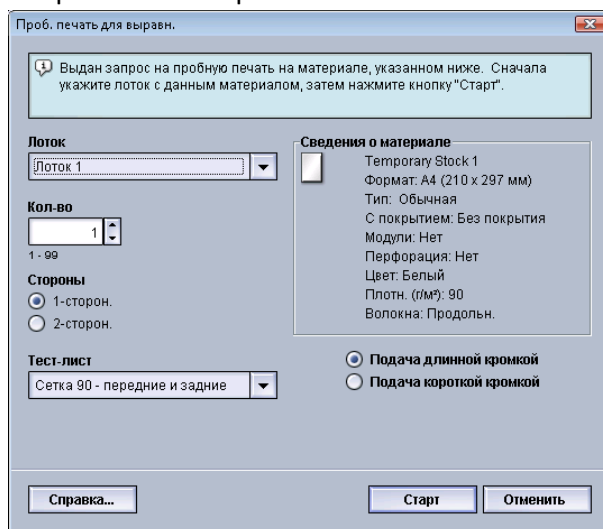 Проб. печать для выравн.
Выдан запрос на пробную печать на материале, указанном ниже. Сначала
укажите лоток с данным материалом, затем нажмите кнопку "Старт".
Лоток
Лоток 1
Кол-во
1
1 - 99
Стороны
1-сторон.
2-сторон.
Тест-лист
Сетка 90 - передние и задние
Сведения о материале
Temporary Stock 1
Формат: A4 (210 x 297 мм)
Тип: Обычная
С покрытием: Без покрытия
Модули: Нет
Перфорация: Нет
Цвет: Белый
Плотн. (г/м²): 90
Волокна: Продольн.
Подача длинной кромкой
Подача короткой кромкой
Справка...
Старт
Отменить